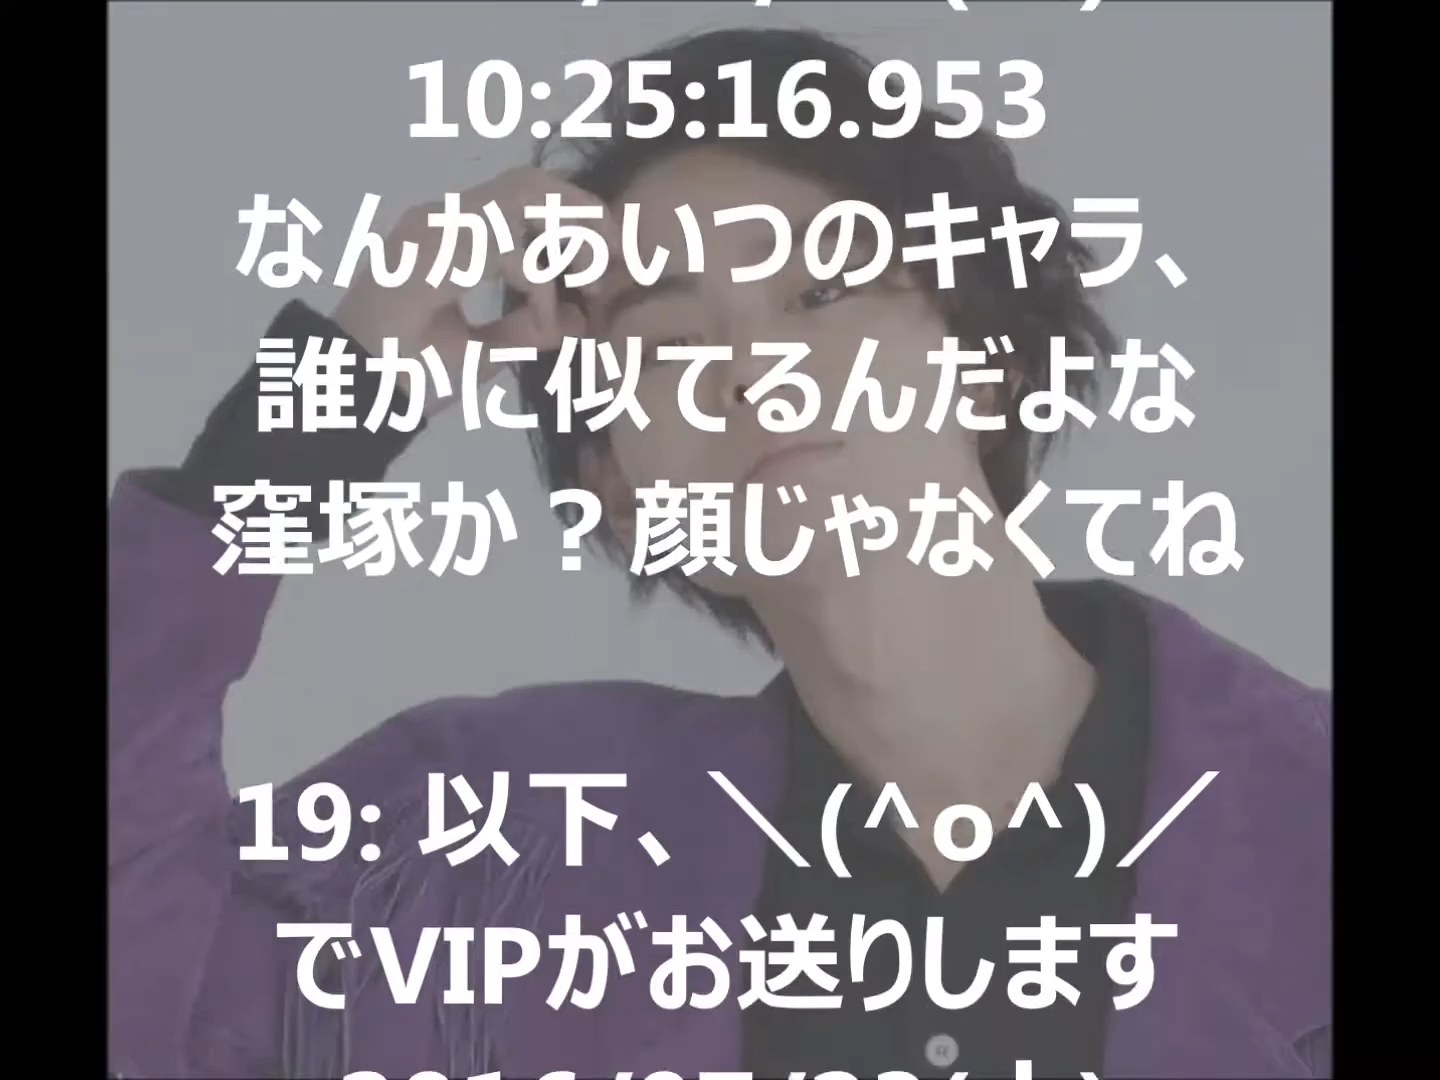 10:25:16.953
なんかあいつのキャラ、
誰かに似てるんだよな
窪塚か？顔じゃなくてね
19: 以下、＼(^o^)／
でVIPがお送りします